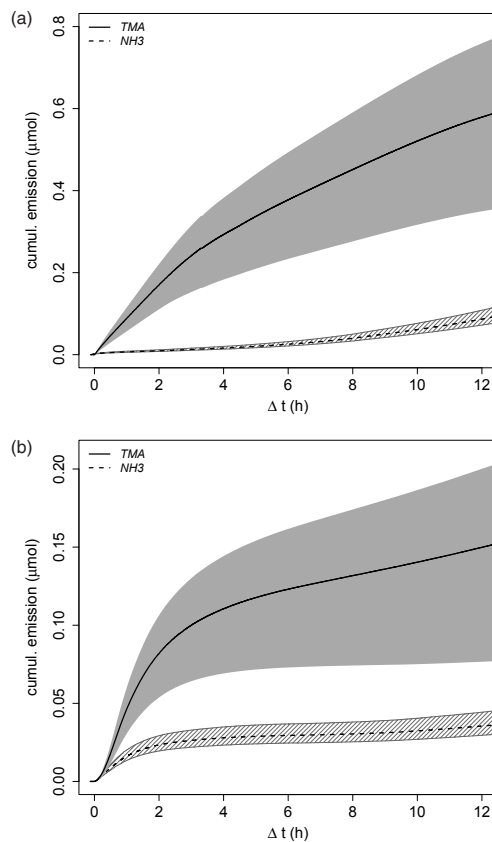 (a)
TMA
NH3
cumul. emission (μmol)
0.8
0.6
0.4
0.2
0.0
0 2 4 6 8 10 12
Δ t (h)
(b)
TMA
NH3
cumul. emission (μmol)
0.20
0.15
0.10
0.05
0.00
0 2 4 6 8 10 12
Δ t (h)